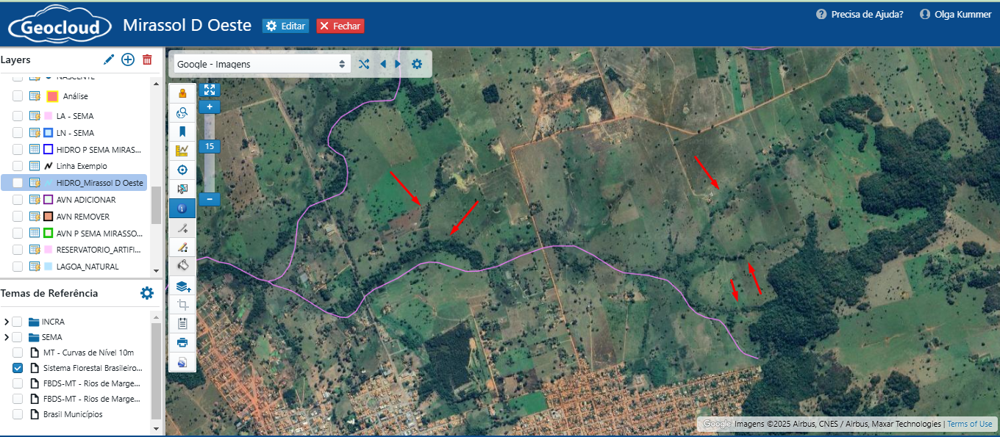 Geocloud
Mirassol D Oeste
Editar
Fechar
Precisa de Ajuda?
Olga Kummer
Layers
Google - Imagens
NASCENTE
Análise
LA - SEMA
LN - SEMA
HIDRO P SEMA MIRAS...
Linha Exemplo
HIDRO_Mirassol D Oeste
AVN ADICIONAR
AVN REMOVER
AVN P SEMA MIRASSO...
RESERVATORIO_ARTIFI...
LAGOA_NATURAL
+
15
−
Temas de Referência
INCRA
SEMA
MT - Curvas de Nível 10m
Sistema Florestal Brasileiro...
FBDS-MT - Rios de Marge...
FBDS-MT - Rios de Marge...
Brasil Municípios
Google Imagens ©2025 Airbus, CNES / Airbus, Maxar Technologies | Terms of Use